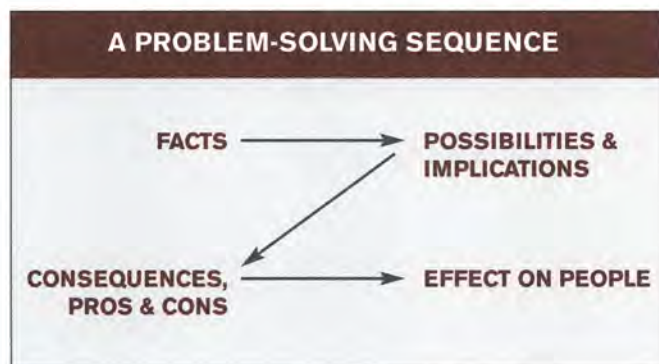 A PROBLEM-SOLVING SEQUENCE
FACTS
POSSIBILITIES &
IMPLICATIONS
CONSEQUENCES,
PROS & CONS
EFFECT ON PEOPLE